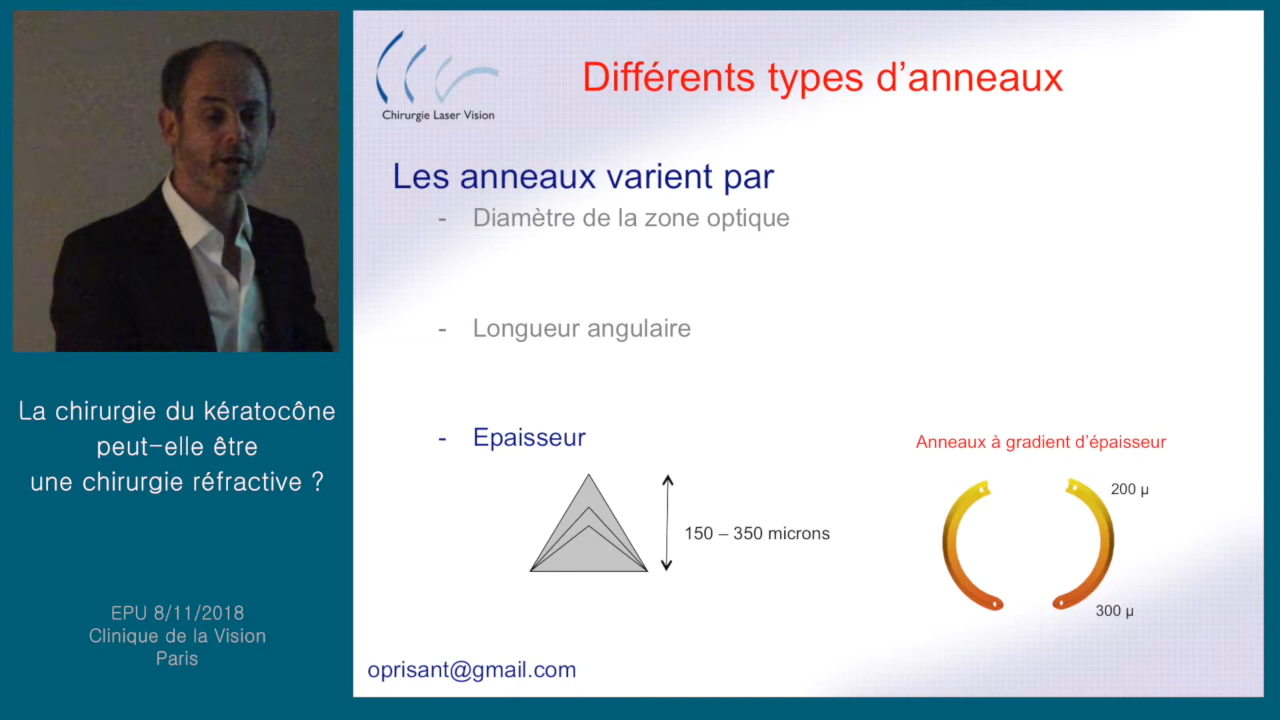 Chirurgie Laser Vision
Différents types d’anneaux
Les anneaux varient par
- Diamètre de la zone optique
- Longueur angulaire
- Epaisseur
150 – 350 microns
Anneaux à gradient d’épaisseur
200 µ
300 µ
oprisant@gmail.com
La chirurgie du kératocône
peut-elle être
une chirurgie réfractive ?
EPU 8/11/2018
Clinique de la Vision
Paris